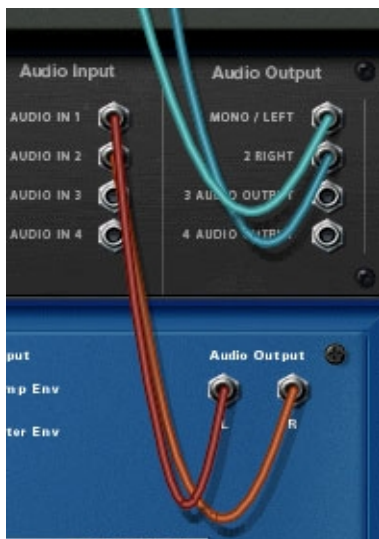 Audio Input
Audio Output
AUDIO IN 1
MONO / LEFT
AUDIO IN 2
2 RIGHT
AUDIO IN 3
3 AUDIO OUTPUT
AUDIO IN 4
4 AUDIO OUTPUT
put
Audio Output
mp Env
L
R
ter Env